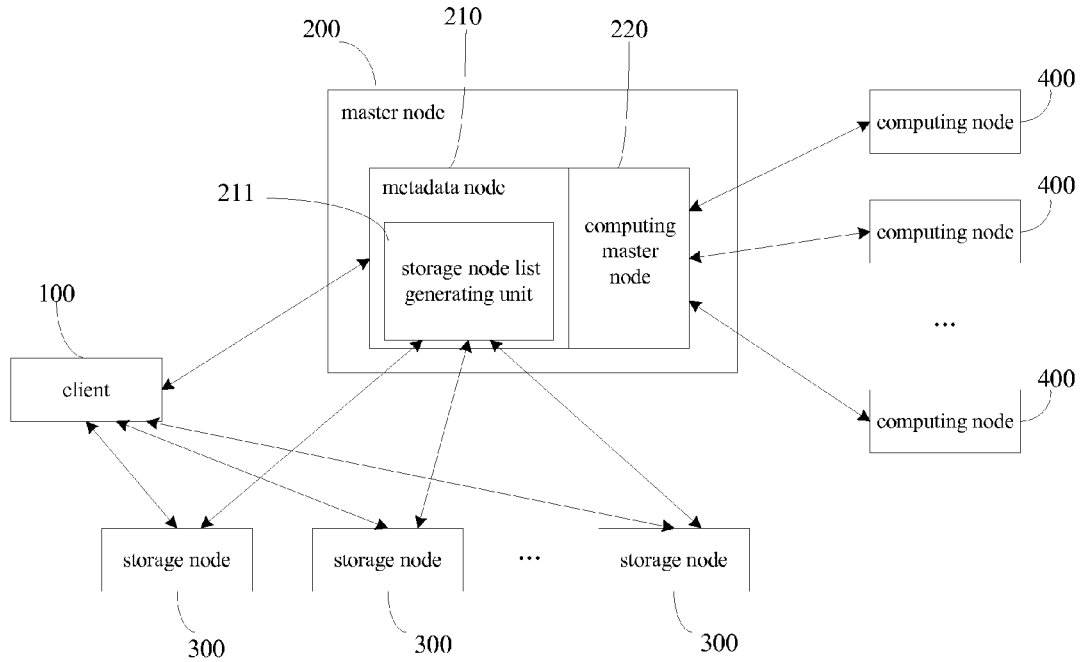 210
200
220
master node
400
computing node
metadata node
211
400
computing node
computing
master
node
storage node list
generating unit
100
...
client
400
computing node
storage node
storage node
...
storage node
300
300
300